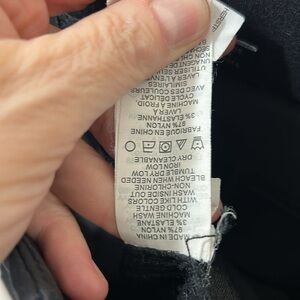 MADE IN CHINA
97% NYLON
3% ELASTANE
MACHINE WASH
COLD GENTLE
WITH LIKE COLORS
WASH INSIDE OUT
NON-CHLORINE
BLEACH WHEN NEEDED
TUMBLE DRY LOW
IRON LOW
DRY CLEANABLE
FABRIQUÉ EN CHINE
97% NYLON
3% ÉLASTHANNE
LAVER À LA
MACHINE À FROID,
CYCLE DÉLICAT,
AVEC DES COULEURS
SIMILAIRES